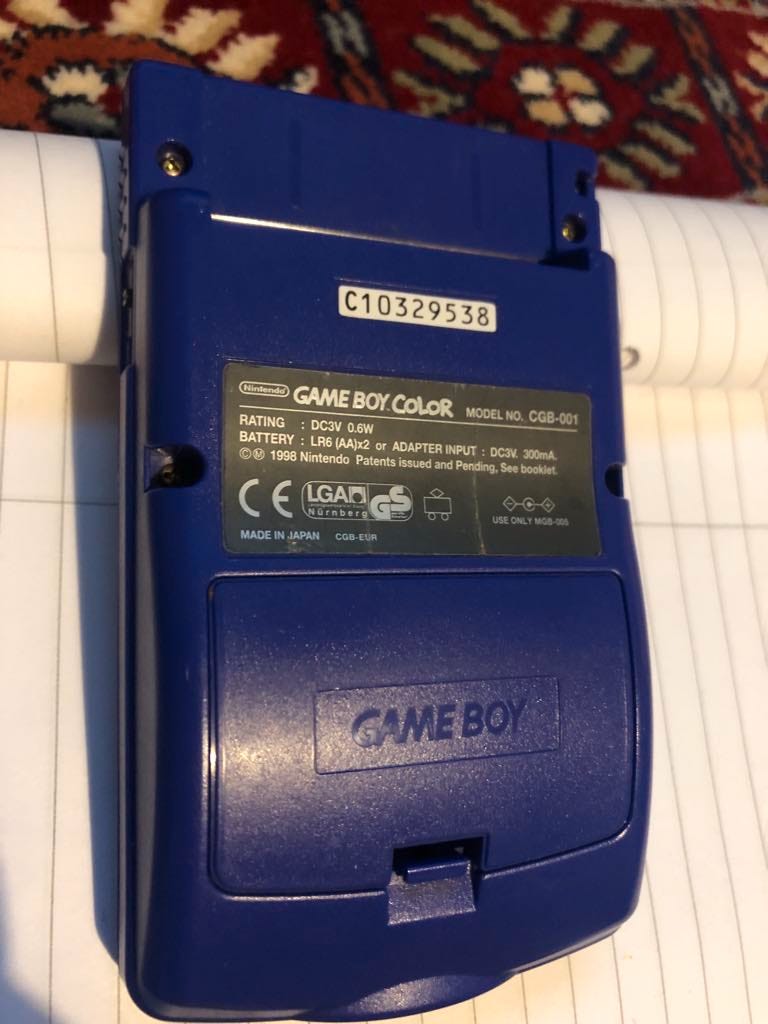 C10329538
Nintendo GAME BOY COLOR MODEL NO. CGB-001
RATING : DC3V 0.6W
BATTERY : LR6 (AA)x2 or ADAPTER INPUT : DC3V. 300mA.
©Ⓜ 1998 Nintendo Patents issued and Pending, See booklet.
CE LGA GS
Nürnberg
USE ONLY MGB-005
MADE IN JAPAN CGB-EUR
GAME BOY